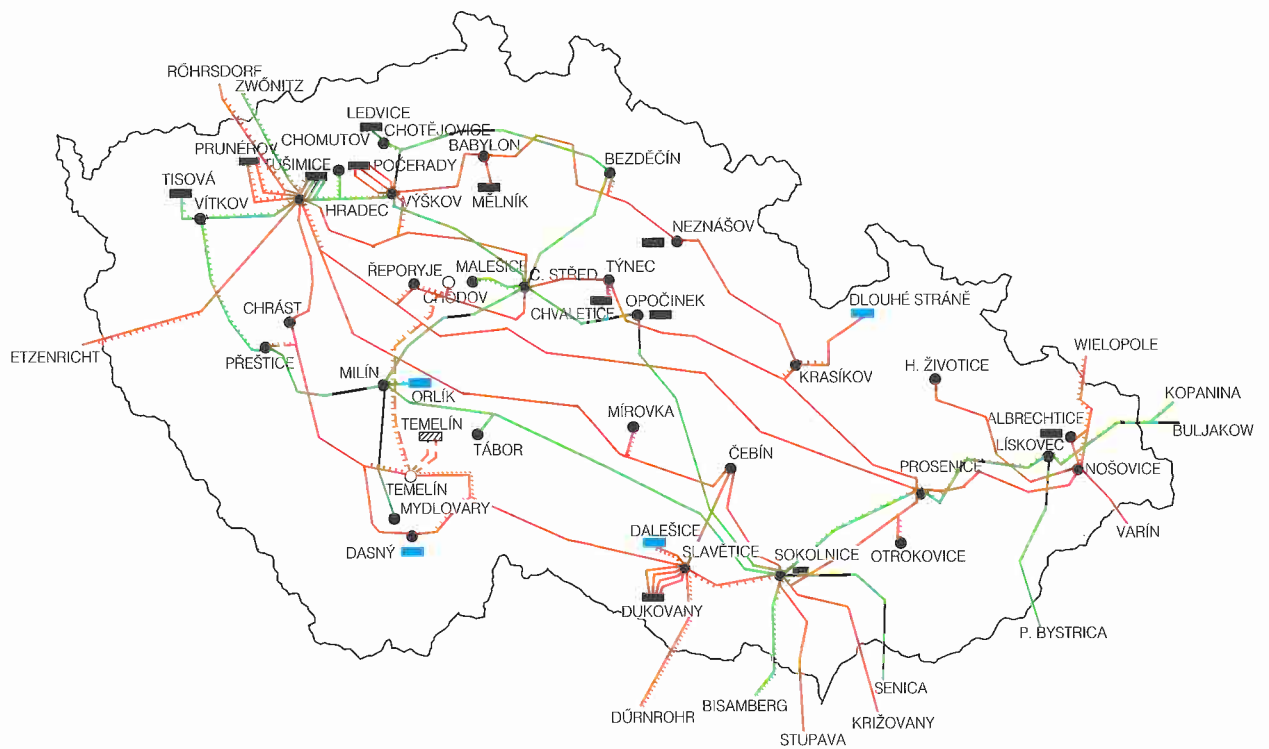 RÖHRSDORF
ZWÖNITZ
LEDVICE
CHOTĚJOVICE
CHOMUTOV
BABYLON
BEZDĚČÍN
PRUNÉŘOV
TUŠIMICE
POČERADY
TISOVÁ
VÍTKOV
HRADEC
VÝŠKOV
MĚLNÍK
NEZNÁŠOV
ŘEPORYJE
MALEŠICE
Č. STŘED
TÝNEC
CHODOV
CHVALETICE
OPOČINEK
DLOUHÉ STRÁNĚ
CHRÁST
ETZENRICHT
PŘEŠTICE
WIELOPOLE
KRASÍKOV
H. ŽIVOTICE
MILÍN
ORLÍK
KOPANINA
MÍROVKA
ALBRECHTICE
BULJAKOW
TEMELÍN
TÁBOR
LÍSKOVEC
ČEBÍN
PROSENICE
NOŠOVICE
TEMELÍN
MYDLOVARY
VARÍN
DASNÝ
DALEŠICE
SLAVĚTICE
SOKOLNICE
OTROKOVICE
DUKOVANY
P. BYSTRICA
SENICA
BISAMBERG
DŰRNROHR
KRIŽOVANY
STUPAVA